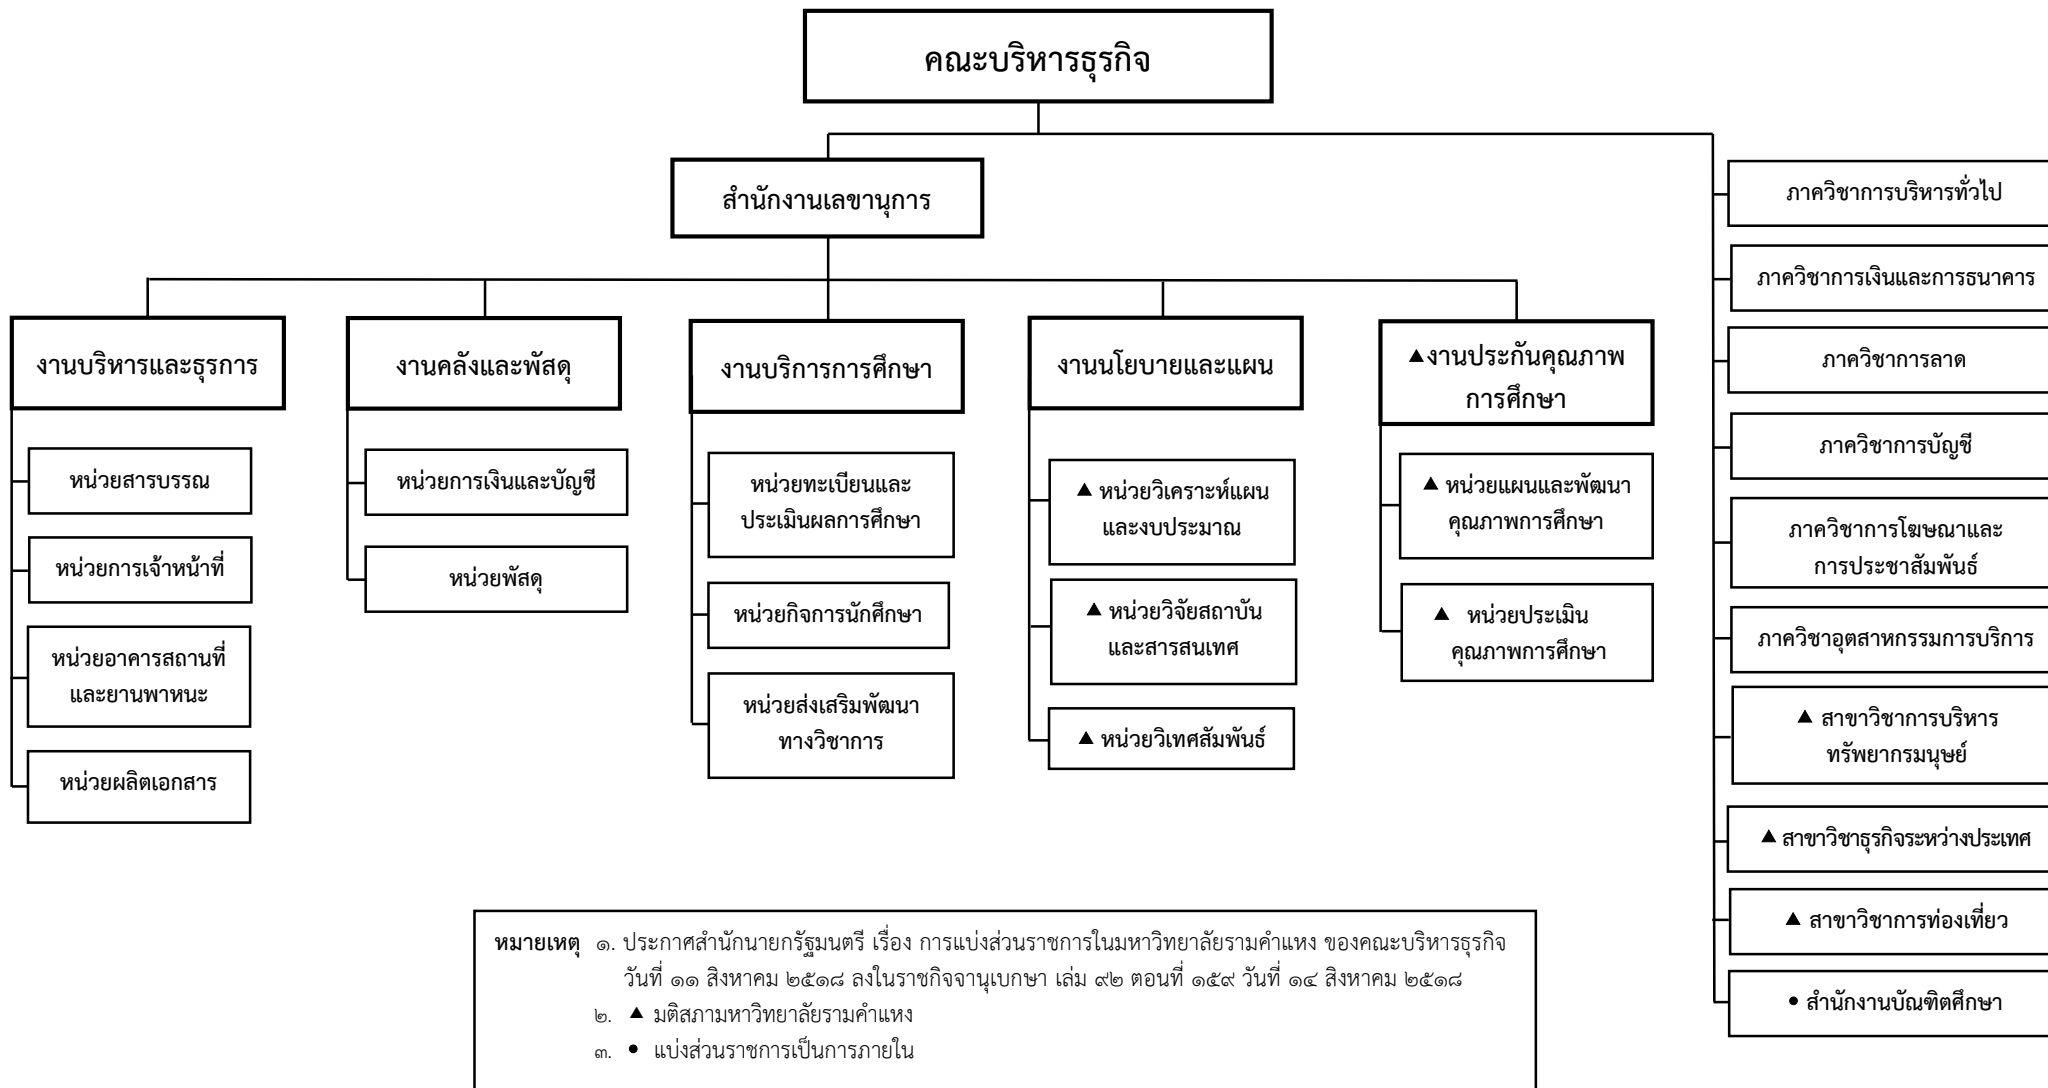 คณะบริหารธุรกิจ
สำนักงานเลขานุการ
งานบริหารและธุรการ
หน่วยสารบรรณ
หน่วยการเจ้าหน้าที่
หน่วยอาคารสถานที่
และยานพาหนะ
หน่วยผลิตเอกสาร
งานคลังและพัสดุ
หน่วยการเงินและบัญชี
หน่วยพัสดุ
งานบริการการศึกษา
หน่วยทะเบียนและ
ประเมินผลการศึกษา
หน่วยกิจการนักศึกษา
หน่วยส่งเสริมพัฒนา
ทางวิชาการ
งานนโยบายและแผน
▲ หน่วยวิเคราะห์แผน
และงบประมาณ
▲ หน่วยวิจัยสถาบัน
และสารสนเทศ
▲ หน่วยวิเทศสัมพันธ์
▲งานประกันคุณภาพ
การศึกษา
▲ หน่วยแผนและพัฒนา
คุณภาพการศึกษา
▲ หน่วยประเมิน
คุณภาพการศึกษา
ภาควิชาการบริหารทั่วไป
ภาควิชาการเงินและการธนาคาร
ภาควิชาการลาด
ภาควิชาการบัญชี
ภาควิชาการโฆษณาและ
การประชาสัมพันธ์
ภาควิชาอุตสาหกรรมการบริการ
▲ สาขาวิชาการบริหาร
ทรัพยากรมนุษย์
▲ สาขาวิชาธุรกิจระหว่างประเทศ
▲ สาขาวิชาการท่องเที่ยว
● สำนักงานบัณฑิตศึกษา
หมายเหตุ ๑. ประกาศสำนักนายกรัฐมนตรี เรื่อง การแบ่งส่วนราชการในมหาวิทยาลัยรามคำแหง ของคณะบริหารธุรกิจ
วันที่ ๑๑ สิงหาคม ๒๕๑๘ ลงในราชกิจจานุเบกษา เล่ม ๙๒ ตอนที่ ๑๕๙ วันที่ ๑๔ สิงหาคม ๒๕๑๘
๒. ▲ มติสภามหาวิทยาลัยรามคำแหง
๓. ● แบ่งส่วนราชการเป็นการภายใน